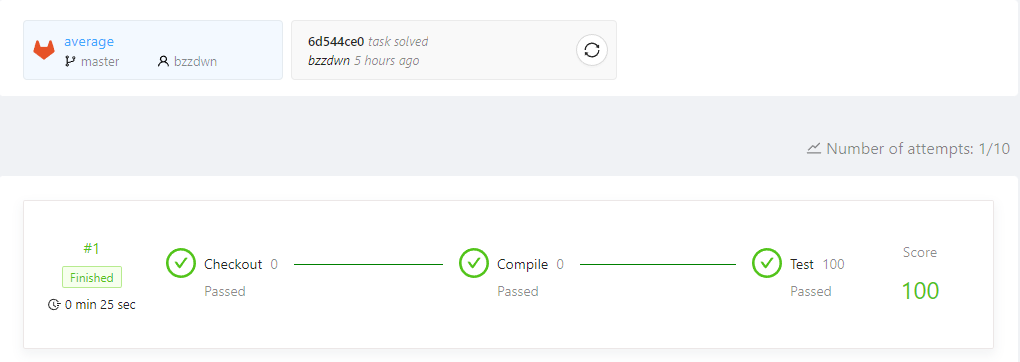 average
master bzzdwn
6d544ce0 task solved
bzzdwn 5 hours ago
Number of attempts: 1/10
#1
Finished
0 min 25 sec
Checkout 0
Passed
Compile 0
Passed
Test 100
Passed
Score
100